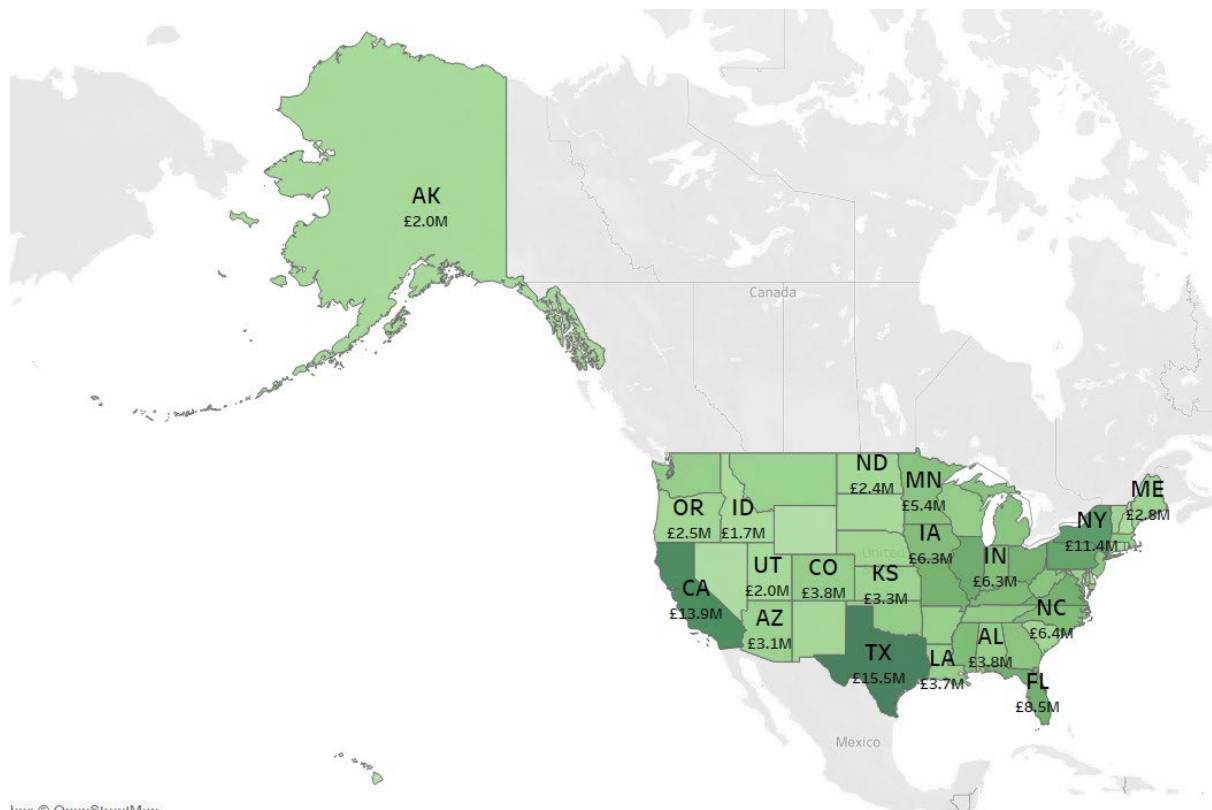 AK
£2.0M
Canada
ND
£2.4M
MN
£5.4M
ME
£2.8M
OR
£2.5M
ID
£1.7M
NY
£11.4M
IA
£6.3M
United
IN
£6.3M
UT
£2.0M
CO
£3.8M
KS
£3.3M
CA
£13.9M
AZ
£3.1M
NC
£6.4M
TX
£15.5M
LA
£3.7M
AL
£3.8M
FL
£8.5M
Mexico
© OpenStreetMap